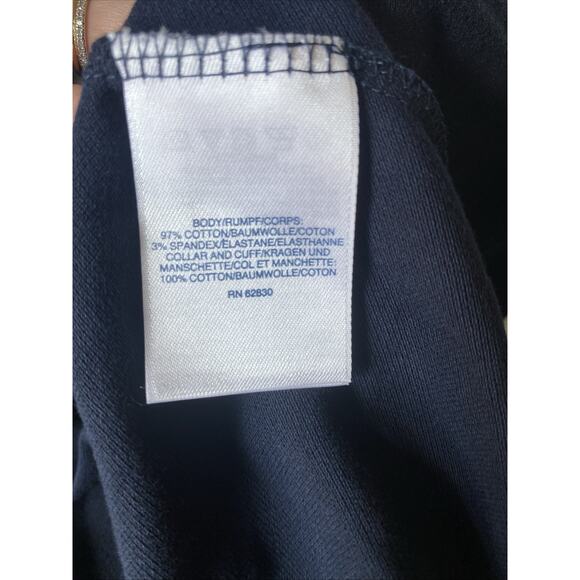 BODY/RUMPF/CORPS:
97% COTTON/BAUMWOLLE/COTON
3% SPANDEX/ELASTANE/ELASTHANNE
COLLAR AND CUFF/KRAGEN UND
MANSCHETTE/COL ET MANCHETTE:
100% COTTON/BAUMWOLLE/COTON
RN 62830